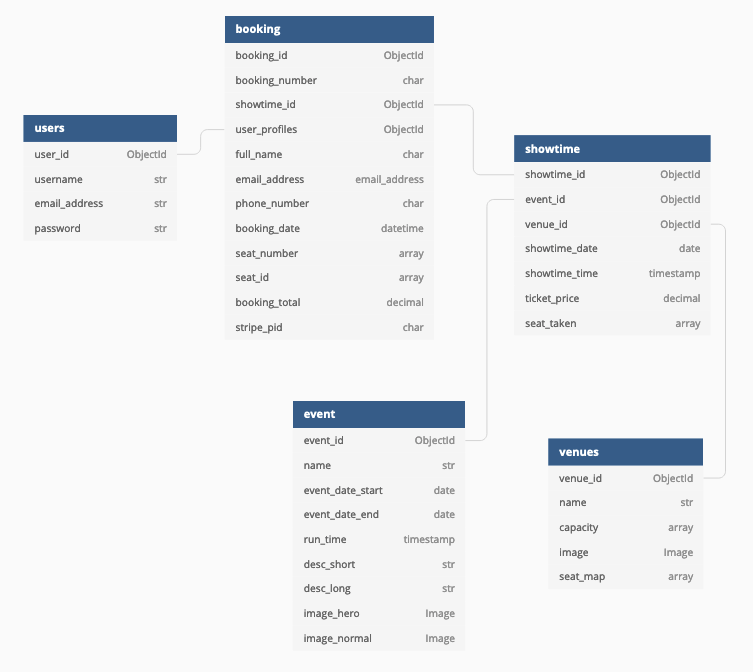 booking
booking_id ObjectId
booking_number char
showtime_id ObjectId
user_profiles ObjectId
full_name char
email_address email_address
phone_number char
booking_date datetime
seat_number array
seat_id array
booking_total decimal
stripe_pid char
users
user_id ObjectId
username str
email_address str
password str
showtime
showtime_id ObjectId
event_id ObjectId
venue_id ObjectId
showtime_date date
showtime_time timestamp
ticket_price decimal
seat_taken array
event
event_id ObjectId
name str
event_date_start date
event_date_end date
run_time timestamp
desc_short str
desc_long str
image_hero Image
image_normal Image
venues
venue_id ObjectId
name str
capacity array
image Image
seat_map array